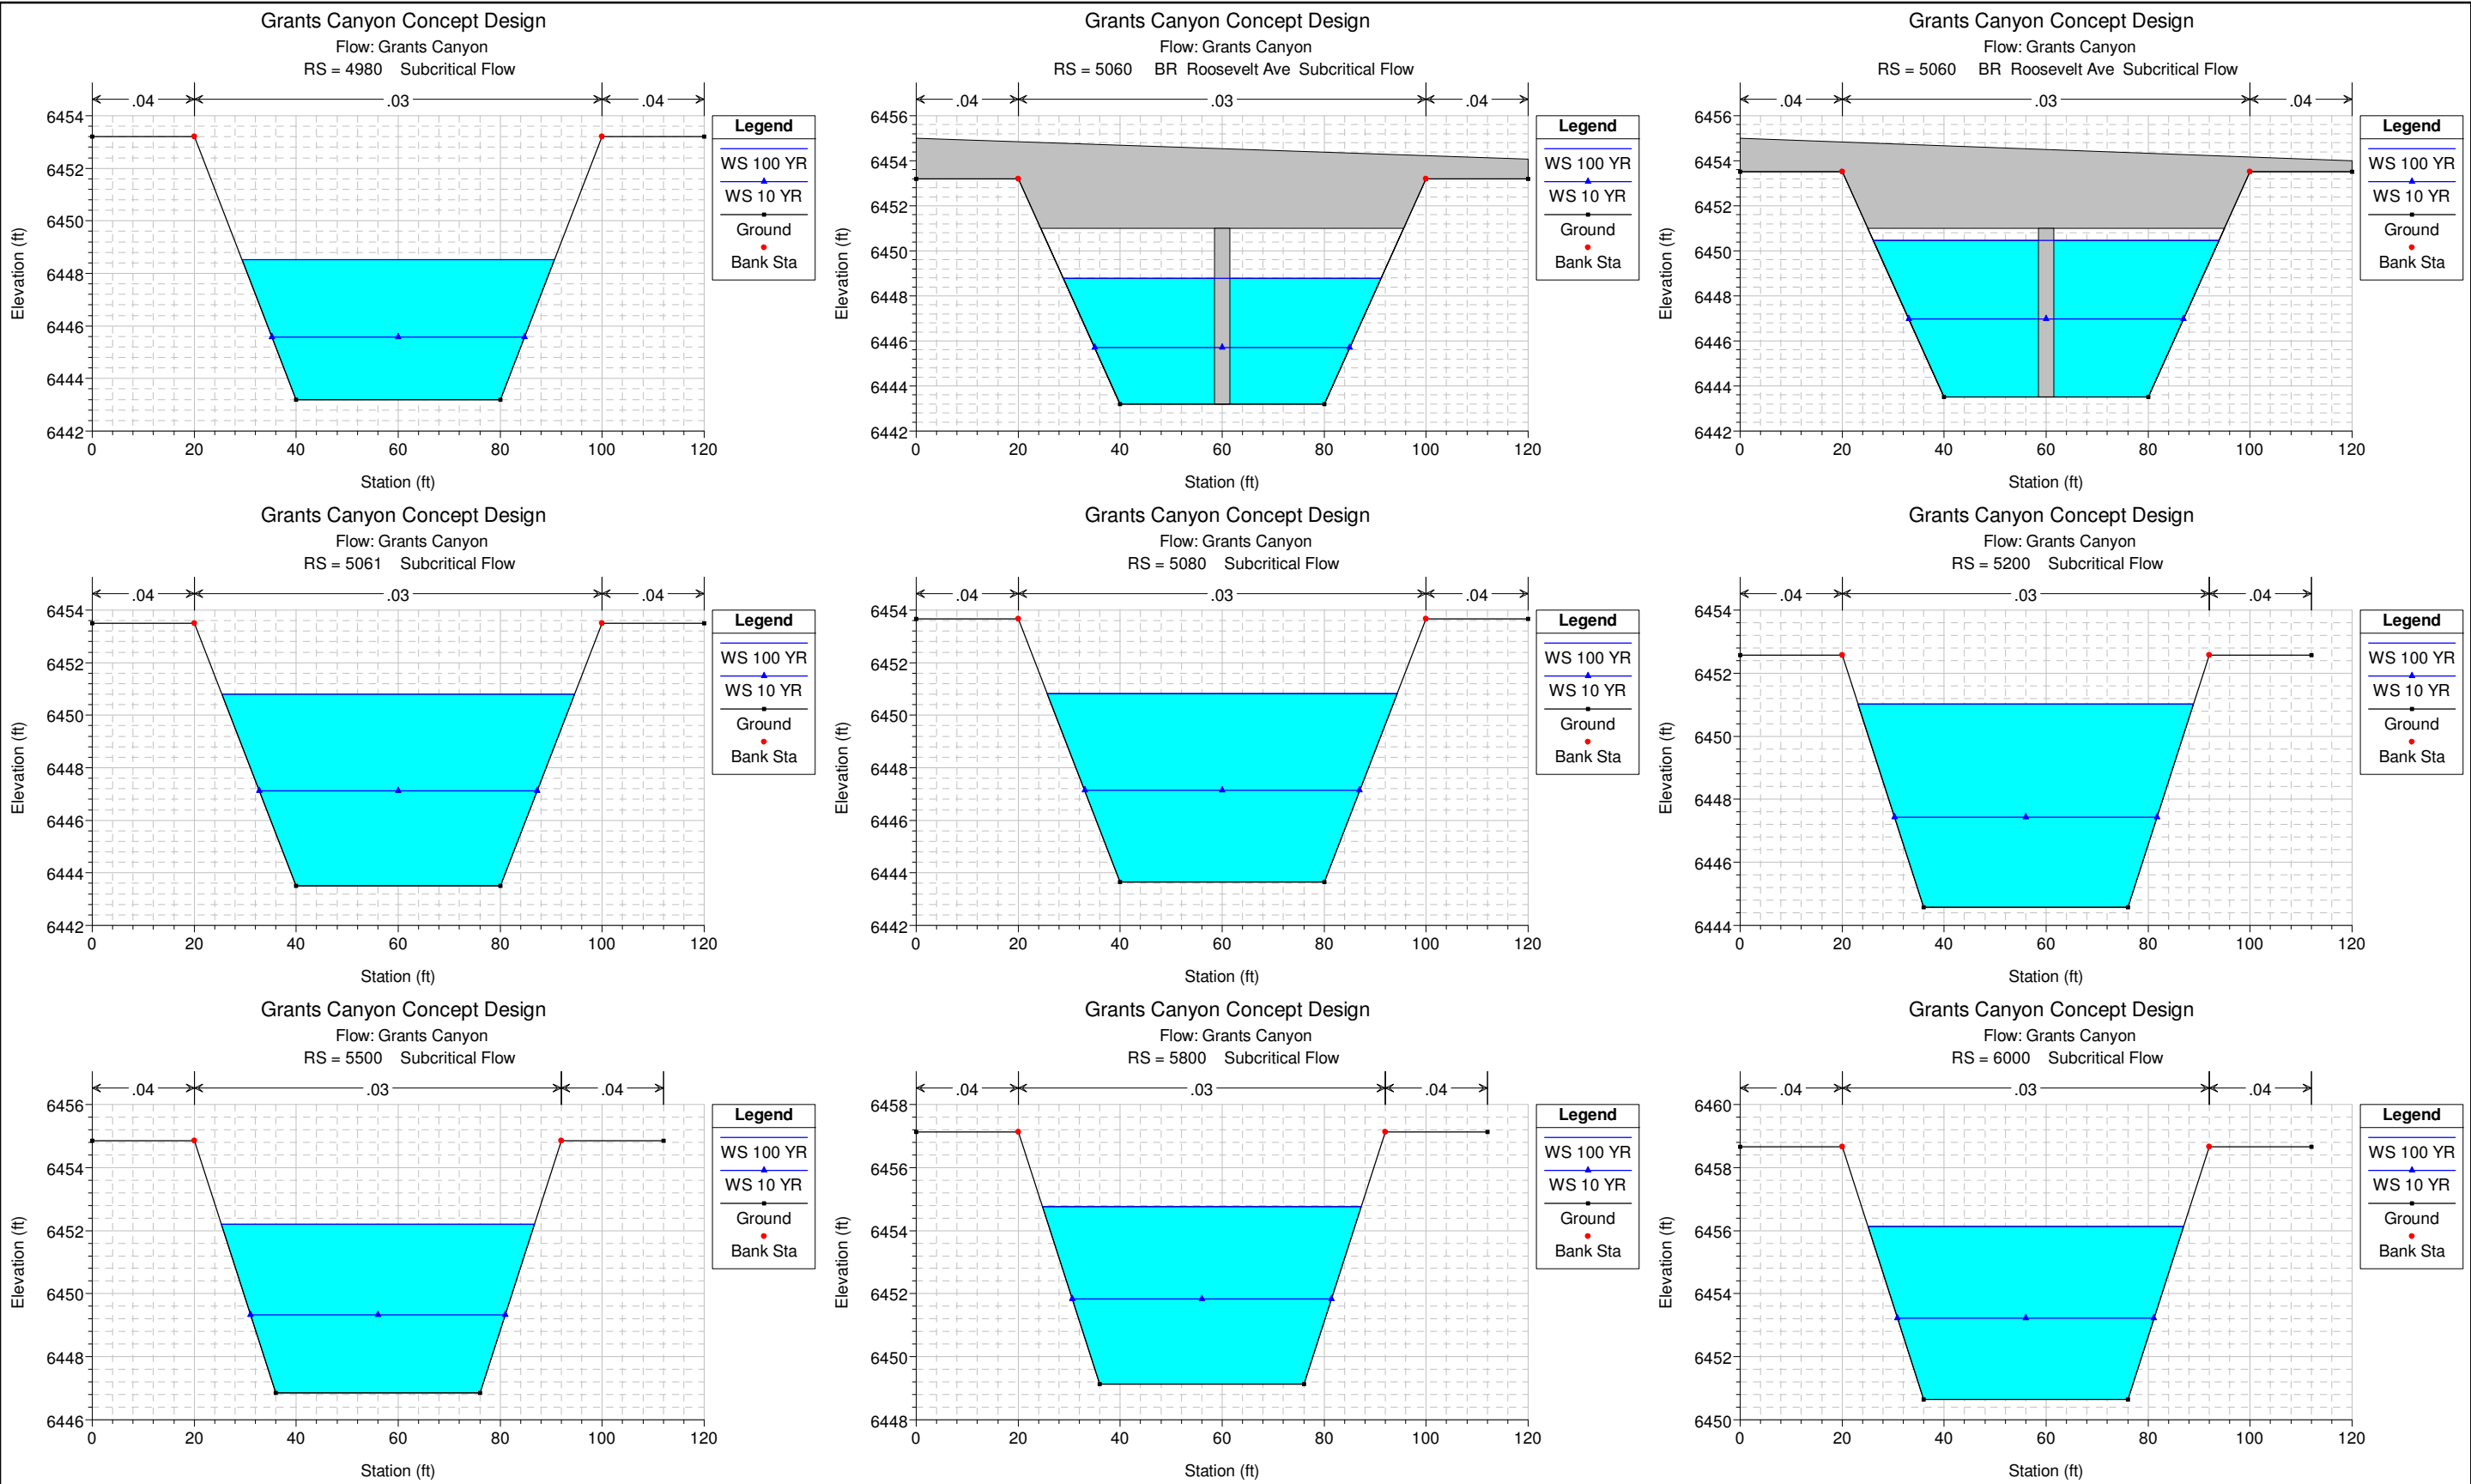 Grants Canyon Concept Design
Flow: Grants Canyon
RS = 4980 Subcritical Flow
.04 .03 .04
6454
6452
6450
6448
6446
6444
6442
Elevation (ft)
0 20 40 60 80 100 120
Station (ft)
Legend
WS 100 YR
WS 10 YR
Ground
Bank Sta
Grants Canyon Concept Design
Flow: Grants Canyon
RS = 5060 BR Roosevelt Ave Subcritical Flow
.04 .03 .04
6456
6454
6452
6450
6448
6446
6444
6442
Elevation (ft)
0 20 40 60 80 100 120
Station (ft)
Legend
WS 100 YR
WS 10 YR
Ground
Bank Sta
Grants Canyon Concept Design
Flow: Grants Canyon
RS = 5060 BR Roosevelt Ave Subcritical Flow
.04 .03 .04
6456
6454
6452
6450
6448
6446
6444
6442
Elevation (ft)
0 20 40 60 80 100 120
Station (ft)
Legend
WS 100 YR
WS 10 YR
Ground
Bank Sta
Grants Canyon Concept Design
Flow: Grants Canyon
RS = 5061 Subcritical Flow
.04 .03 .04
6454
6452
6450
6448
6446
6444
6442
Elevation (ft)
0 20 40 60 80 100 120
Station (ft)
Legend
WS 100 YR
WS 10 YR
Ground
Bank Sta
Grants Canyon Concept Design
Flow: Grants Canyon
RS = 5080 Subcritical Flow
.04 .03 .04
6454
6452
6450
6448
6446
6444
6442
Elevation (ft)
0 20 40 60 80 100 120
Station (ft)
Legend
WS 100 YR
WS 10 YR
Ground
Bank Sta
Grants Canyon Concept Design
Flow: Grants Canyon
RS = 5200 Subcritical Flow
.04 .03 .04
6454
6452
6450
6448
6446
6444
Elevation (ft)
0 20 40 60 80 100 120
Station (ft)
Legend
WS 100 YR
WS 10 YR
Ground
Bank Sta
Grants Canyon Concept Design
Flow: Grants Canyon
RS = 5500 Subcritical Flow
.04 .03 .04
6456
6454
6452
6450
6448
6446
Elevation (ft)
0 20 40 60 80 100 120
Station (ft)
Legend
WS 100 YR
WS 10 YR
Ground
Bank Sta
Grants Canyon Concept Design
Flow: Grants Canyon
RS = 5800 Subcritical Flow
.04 .03 .04
6458
6456
6454
6452
6450
6448
Elevation (ft)
0 20 40 60 80 100 120
Station (ft)
Legend
WS 100 YR
WS 10 YR
Ground
Bank Sta
Grants Canyon Concept Design
Flow: Grants Canyon
RS = 6000 Subcritical Flow
.04 .03 .04
6460
6458
6456
6454
6452
6450
Elevation (ft)
0 20 40 60 80 100 120
Station (ft)
Legend
WS 100 YR
WS 10 YR
Ground
Bank Sta